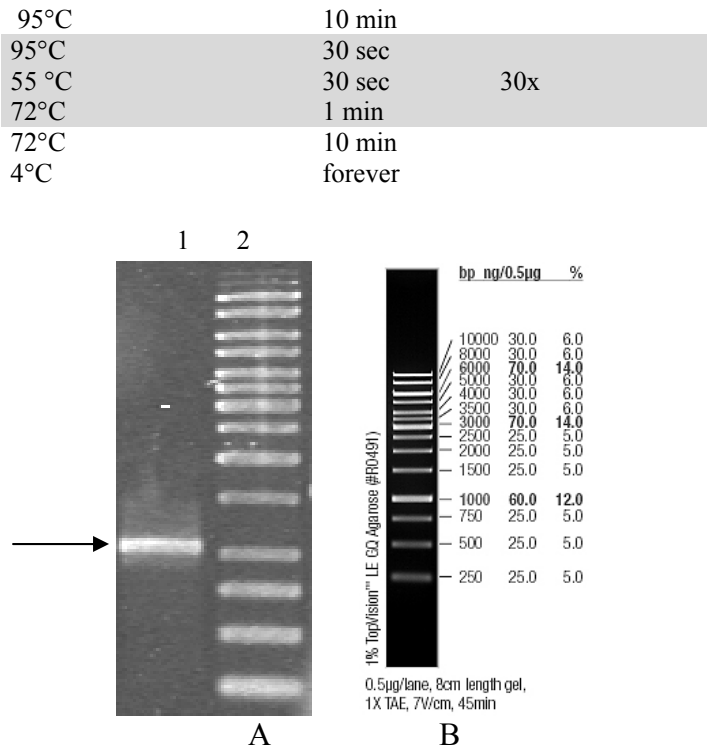 95°C 10 min
95°C 30 sec
55 °C 30 sec 30x
72°C 1 min
72°C 10 min
4°C forever
1 2
bp ng/0.5µg %
10000 30.0 6.0
8000 30.0 6.0
6000 70.0 14.0
5000 30.0 6.0
4000 30.0 6.0
3500 30.0 6.0
3000 70.0 14.0
2500 25.0 5.0
2000 25.0 5.0
1500 25.0 5.0
1000 60.0 12.0
750 25.0 5.0
500 25.0 5.0
250 25.0 5.0
1% TopVision™ LE GQ Agarose (#R0491)
0.5µg/lane, 8cm length gel,
1X TAE, 7V/cm, 45min
A B